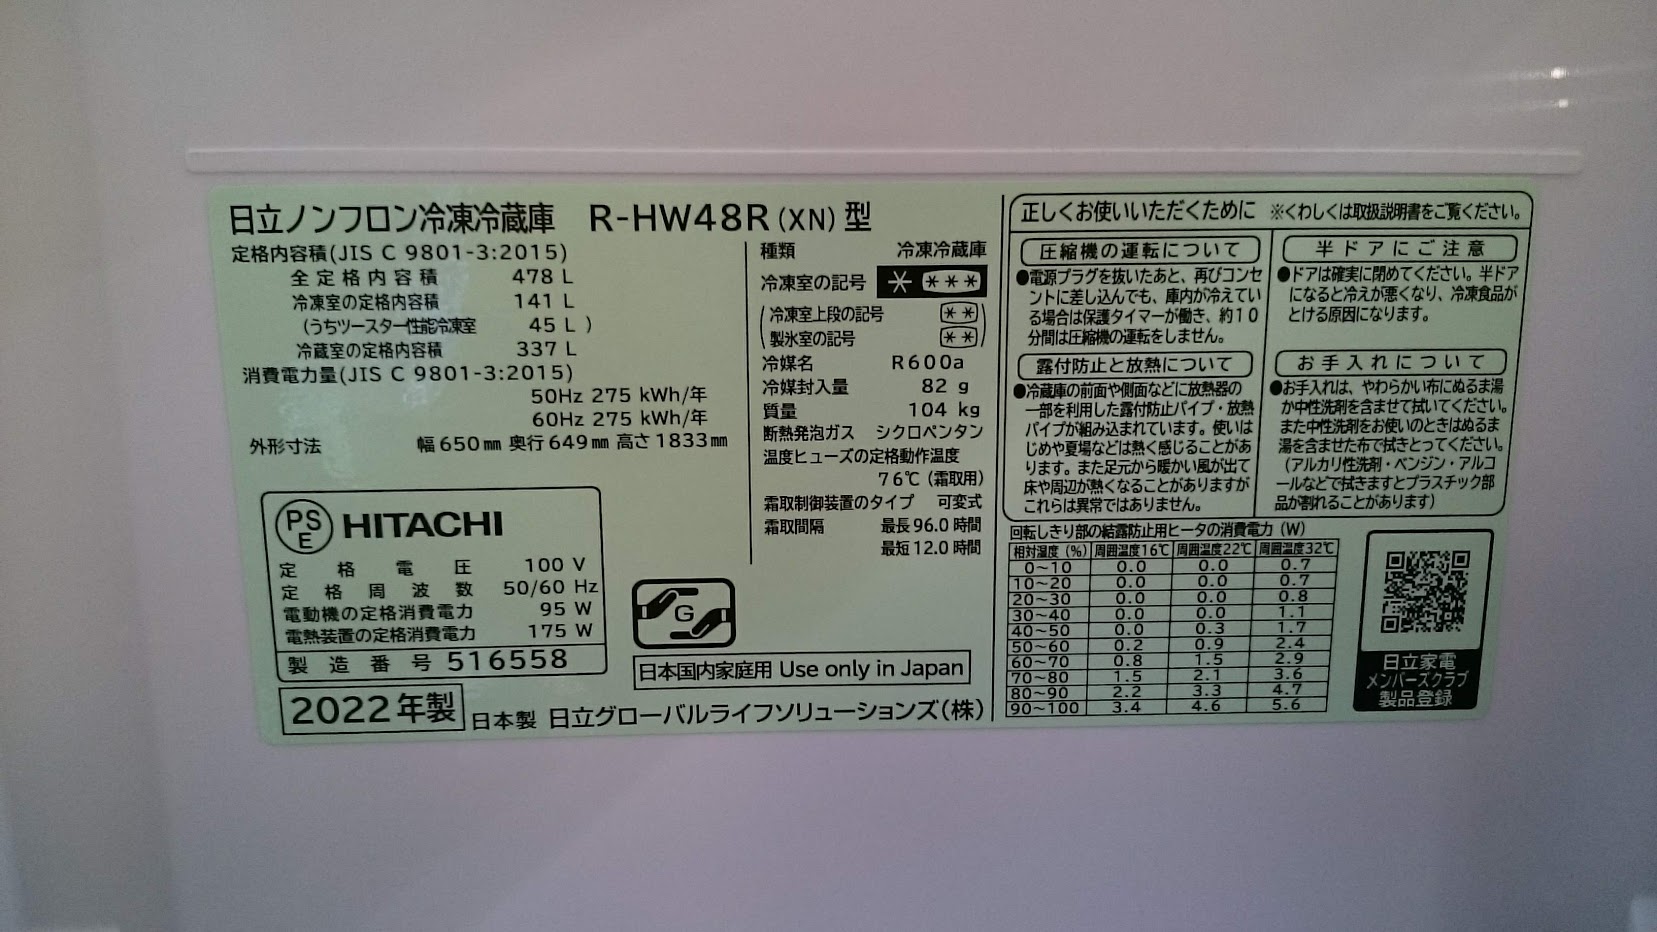 日立ノンフロン冷凍冷蔵庫 R-HW48R(XN)型
定格内容積(JIS C 9801-3:2015)
全定格内容積 478 L
冷凍室の定格内容積 141 L
(うちツースター性能冷凍室 45 L )
冷蔵室の定格内容積 337 L
消費電力量(JIS C 9801-3:2015)
50Hz 275 kWh/年
60Hz 275 kWh/年
外形寸法 幅650㎜ 奥行649㎜ 高さ1833㎜
PS
E
HITACHI
定格電圧 100 V
定格周波数 50/60 Hz
電動機の定格消費電力 95 W
電熱装置の定格消費電力 175 W
製造番号 516558
2022年製
日本製 日立グローバルライフソリューションズ(株)
種類 冷凍冷蔵庫
冷凍室の記号 * ***
(冷凍室上段の記号 **
製氷室の記号 **)
冷媒名 R600a
冷媒封入量 82 g
質量 104 kg
断熱発泡ガス シクロペンタン
温度ヒューズの定格動作温度
76℃(霜取用)
霜取制御装置のタイプ 可変式
霜取間隔 最長96.0時間
最短12.0時間
G
日本国内家庭用 Use only in Japan
正しくお使いいただくために ※くわしくは取扱説明書をご覧ください。
圧縮機の運転について
●電源プラグを抜いたあと、再びコンセ
ントに差し込んでも、庫内が冷えてい
る場合は保護タイマーが働き、約10
分間は圧縮機の運転をしません。
露付防止と放熱について
●冷蔵庫の前面や側面などに放熱器の
一部を利用した露付防止パイプ・放熱
パイプが組み込まれています。使いは
じめや夏場などは熱く感じることがあ
ります。また足元から暖かい風が出て
床や周辺が熱くなることがありますが
これらは異常ではありません。
半ドアにご注意
●ドアは確実に閉めてください。半ドア
になると冷えが悪くなり、冷凍食品が
とける原因になります。
お手入れについて
●お手入れは、やわらかい布にぬるま湯
か中性洗剤を含ませて拭いてください。
また中性洗剤をお使いのときはぬるま
湯を含ませた布で拭きとってください。
(アルカリ性洗剤・ベンジン・アルコ
ールなどで拭きますとプラスチック部
品が割れることがあります)
回転しきり部の結露防止用ヒータの消費電力(W)
相対湿度(%) 周囲温度16℃ 周囲温度22℃ 周囲温度32℃
0~10 0.0 0.0 0.7
10~20 0.0 0.0 0.7
20~30 0.0 0.0 0.8
30~40 0.0 0.0 1.1
40~50 0.0 0.3 1.7
50~60 0.2 0.9 2.4
60~70 0.8 1.5 2.9
70~80 1.5 2.1 3.6
80~90 2.2 3.3 4.7
90~100 3.4 4.6 5.6
日立家電
メンバーズクラブ
製品登録